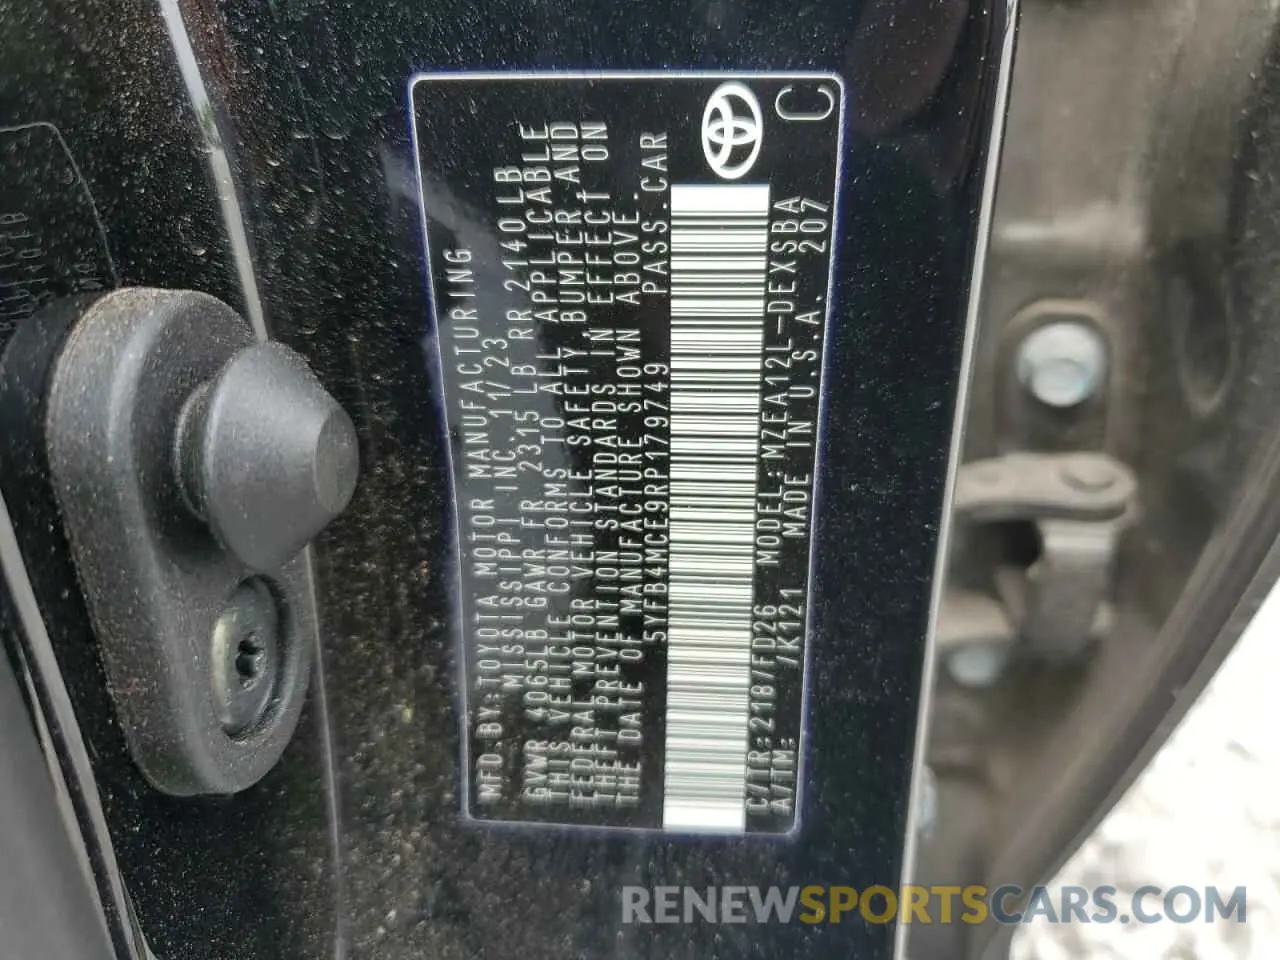 MFD.BY:TOYOTA MOTOR MANUFACTURING
MISSISSIPPI INC.11/23
GVWR 4065LB GAWR FR 2315 LB RR 2140LB
THIS VEHICLE CONFORMS TO ALL APPLICABLE
FEDERAL MOTOR VEHICLE SAFETY,BUMPER,AND
THEFT PREVENTION STANDARDS IN EFFECT ON
THE DATE OF MANUFACTURE SHOWN ABOVE.
5YFB4MCE9RP179749 PASS.CAR
C/TR:218/FD26 MODEL:MZEA12L-DEXSBA
A/TM: /K121 MADE IN U.S.A. 207
C
RENEWSPORTSCARS.COM